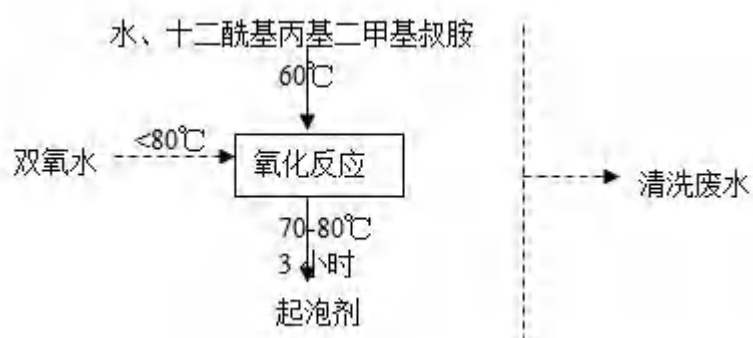 水、十二酰基丙基二甲基叔胺
60℃
<80℃
双氧水
氧化反应
清洗废水
70-80℃
3 小时
起泡剂